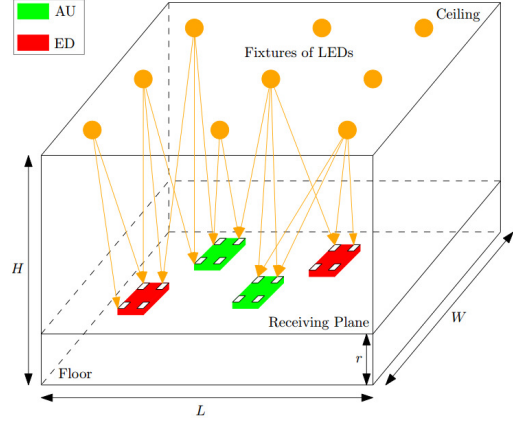 AU
ED
Ceiling
Fixtures of LEDs
H
Receiving Plane
W
r
Floor
L